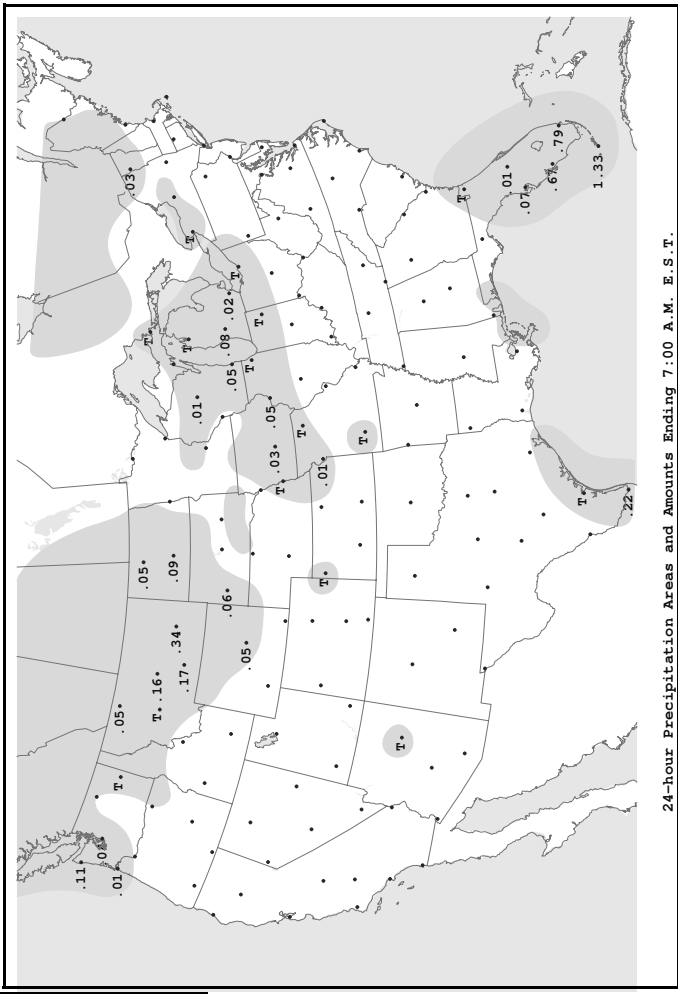 .11
.01
T
.05
.03
.05
T
T .16
.09
.34
.17
T
T
.01
.08
.06
.02
.05
T
.05
T
T
.05
.03
T
T
.01
T
T
T
T
.01
.07
.67
.79
T
1.33
.22
24-hour Precipitation Areas and Amounts Ending 7:00 A.M. E.S.T.